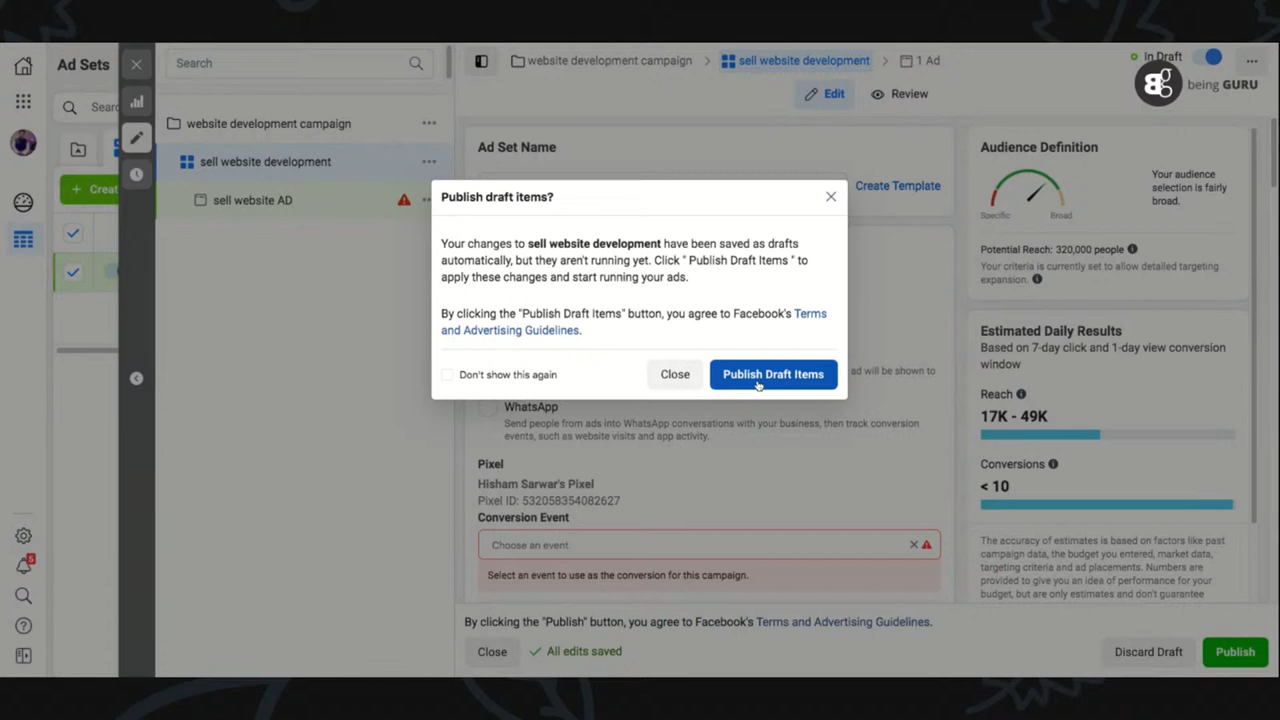 Ad Sets
Search
website development campaign
sell website development
1 Ad
In Draft
being GURU
Edit
Review
Searc
website development campaign
sell website development
sell website AD
Creat
Ad Set Name
Create Template
Publish draft items?
Your changes to sell website development have been saved as drafts
automatically, but they aren't running yet. Click " Publish Draft Items " to
apply these changes and start running your ads.
By clicking the "Publish Draft Items" button, you agree to Facebook's Terms
and Advertising Guidelines.
Don't show this again
Close
Publish Draft Items
ad will be shown to
WhatsApp
Send people from ads into WhatsApp conversations with your business, then track conversion
events, such as website visits and app activity.
Pixel
Hisham Sarwar's Pixel
Pixel ID: 532058354082627
Conversion Event
Choose an event
Select an event to use as the conversion for this campaign.
Audience Definition
Your audience
selection is fairly
broad.
Specific
Broad
Potential Reach: 320,000 people
Your criteria is currently set to allow detailed targeting
expansion.
Estimated Daily Results
Based on 7-day click and 1-day view conversion
window
Reach
17K - 49K
Conversions
< 10
The accuracy of estimates is based on factors like past
campaign data, the budget you entered, market data,
targeting criteria and ad placements. Numbers are
provided to give you an idea of performance for your
budget, but are only estimates and don't guarantee
By clicking the "Publish" button, you agree to Facebook's Terms and Advertising Guidelines.
Close
All edits saved
Discard Draft
Publish
5